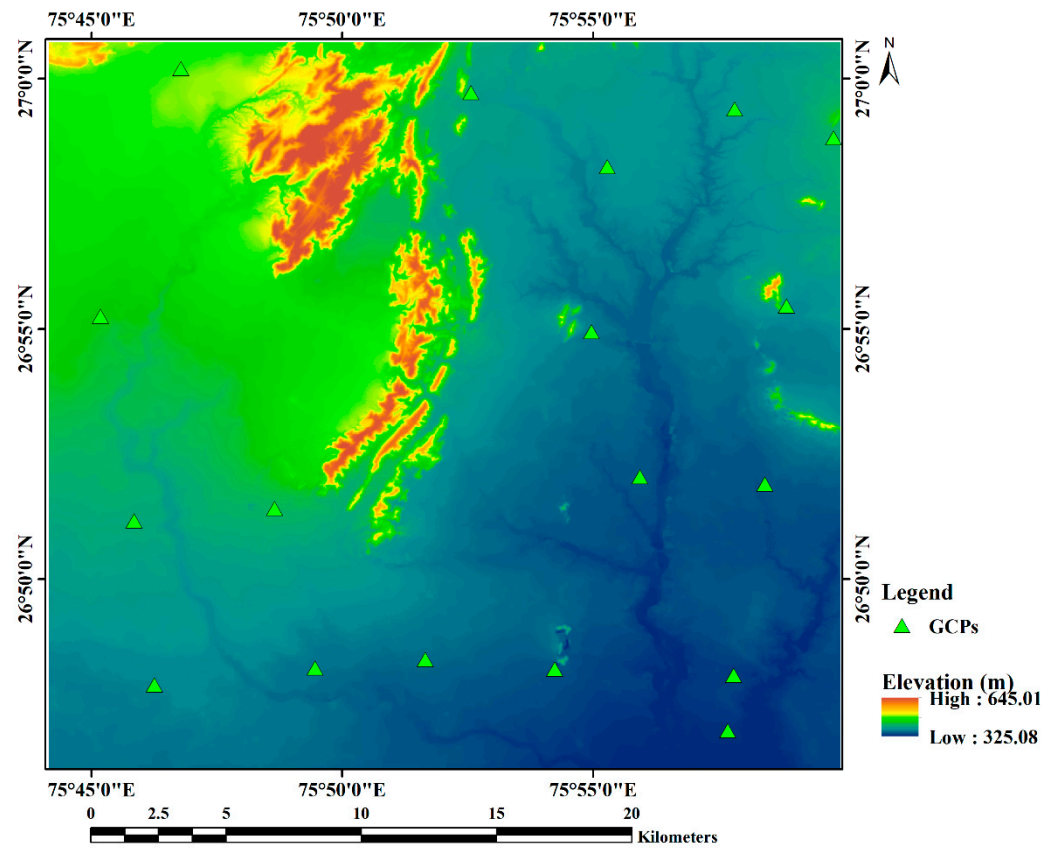 75°45'0"E 75°50'0"E 75°55'0"E
N
27°0'0"N 27°0'0"N
26°55'0"N 26°55'0"N
26°50'0"N 26°50'0"N
Legend
GCPs
Elevation (m)
High : 645.01
Low : 325.08
75°45'0"E 75°50'0"E 75°55'0"E
0 2.5 5 10 15 20
Kilometers